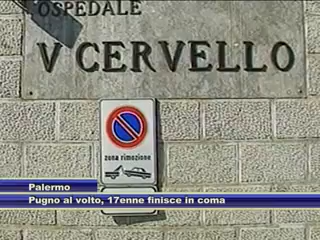 OSPEDALE
V CERVELLO
zona rimozione
Palermo
Pugno al volto, 17enne finisce in coma